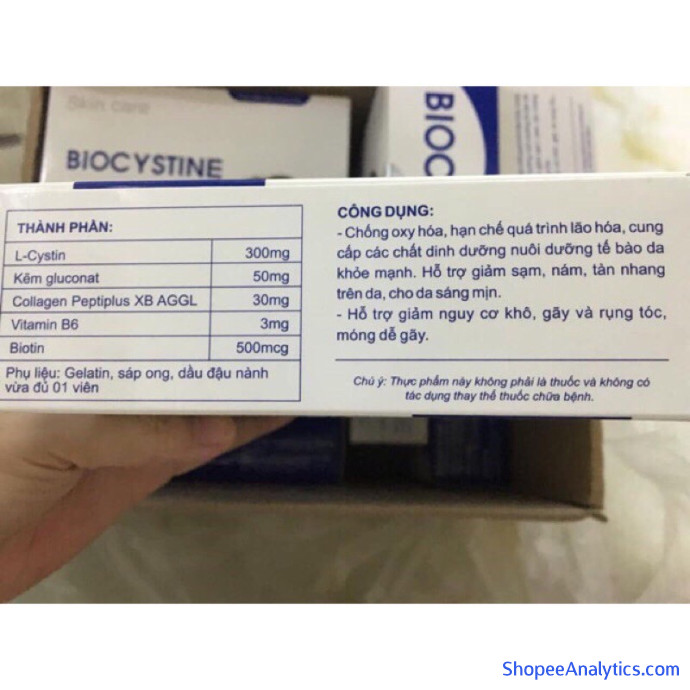 Skin care
BIOCYSTINE
BIOC
THÀNH PHẦN:
L-Cystin 300mg
Kẽm gluconat 50mg
Collagen Peptiplus XB AGGL 30mg
Vitamin B6 3mg
Biotin 500mcg
Phụ liệu: Gelatin, sáp ong, dầu đậu nành
vừa đủ 01 viên
CÔNG DỤNG:
- Chống oxy hóa, hạn chế quá trình lão hóa, cung
cấp các chất dinh dưỡng nuôi dưỡng tế bào da
khỏe mạnh. Hỗ trợ giảm sạm, nám, tàn nhang
trên da, cho da sáng mịn.
- Hỗ trợ giảm nguy cơ khô, gãy và rụng tóc,
móng dễ gãy.
Chú ý: Thực phẩm này không phải là thuốc và không có
tác dụng thay thế thuốc chữa bệnh.
ShopeeAnalytics.com